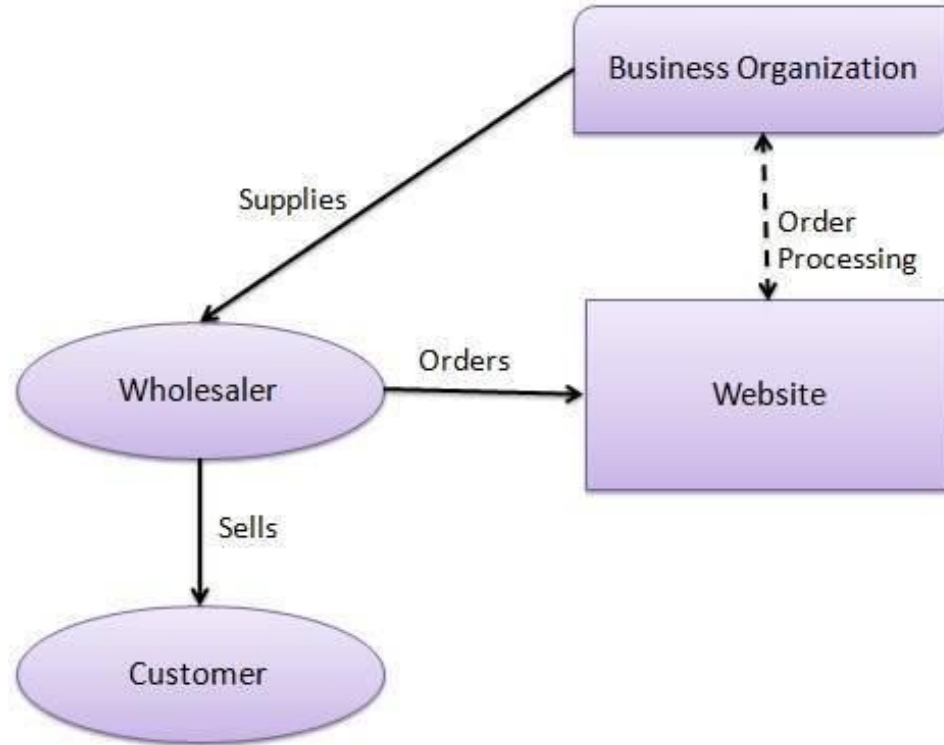 Business Organization
Supplies
Order
Processing
Orders
Wholesaler
Website
Sells
Customer